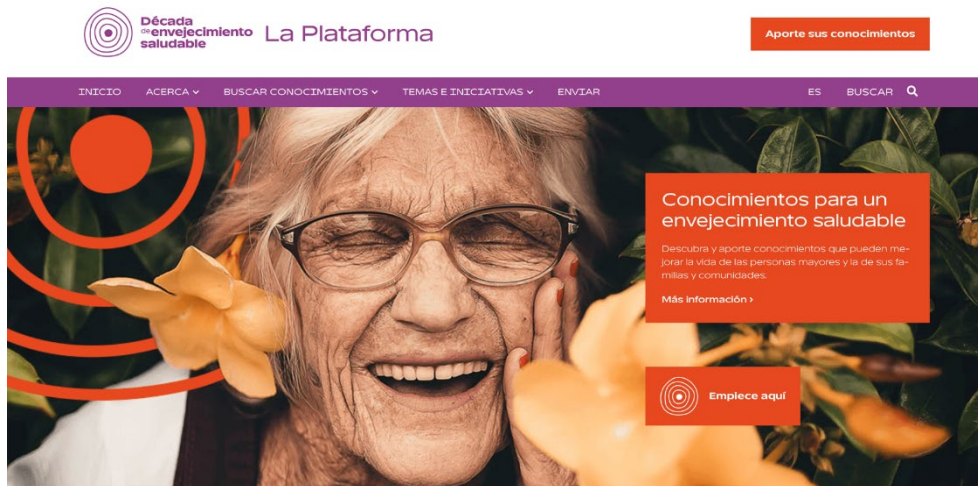 Década
de envejecimiento
saludable
La Plataforma
Aporte sus conocimientos
INICIO ACERCA BUSCAR CONOCIMIENTOS TEMAS E INICIATIVAS ENVIAR ES BUSCAR
Conocimientos para un
envejecimiento saludable
Descubra y aporte conocimientos que pueden me-
jorar la vida de las personas mayores y la de sus fa-
milias y comunidades.
Más información ›
Empiece aquí